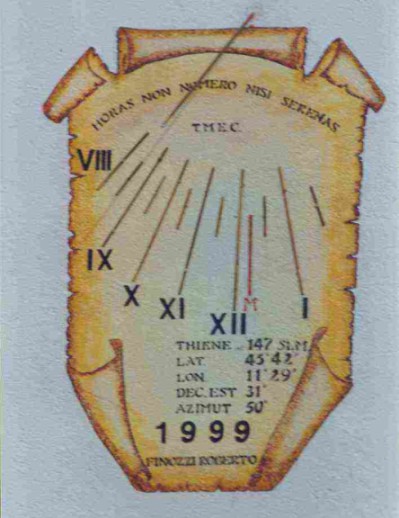 HORAS NON NUMERO NISI SERENAS
T.M.E.C.
VIII
IX
X
XI
XII
M
I
THIENE - 147 S.L.M.
LAT. 45°42'
LON. 11°29'
DEC. EST 31°
AZIMUT 50°
1999
FINOZZI ROBERTO